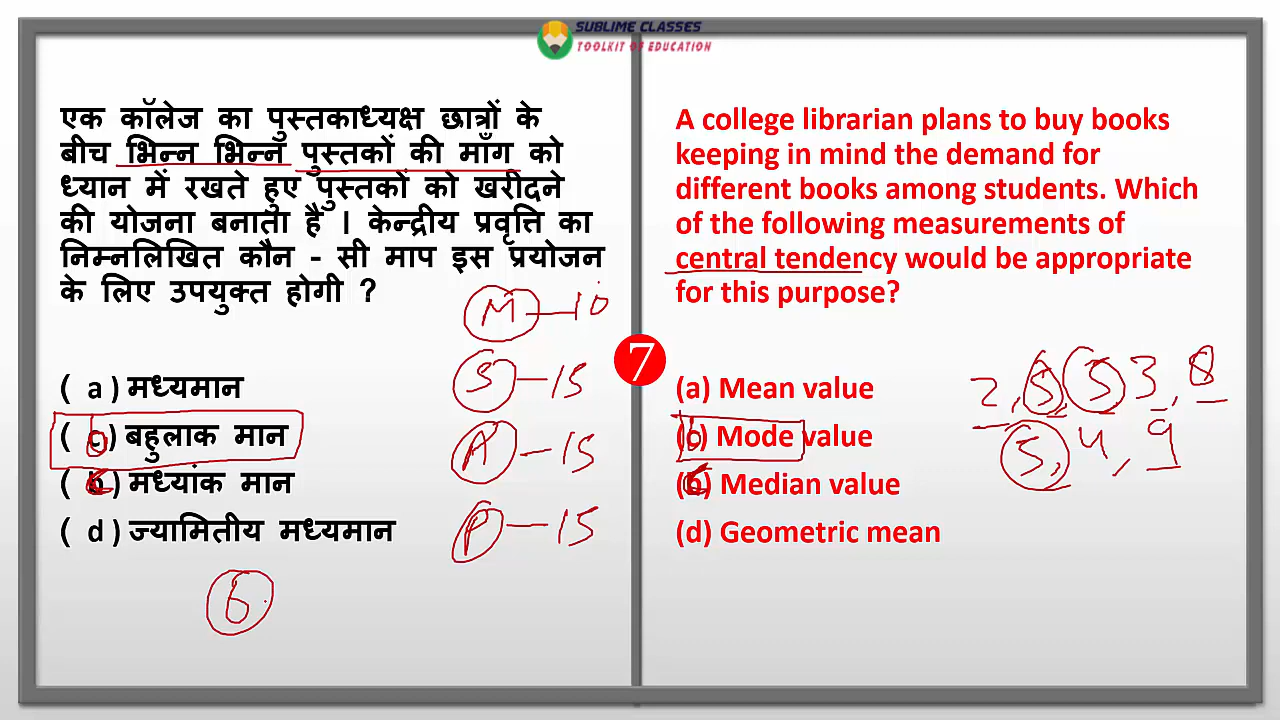 SUBLIME CLASSES
TOOLKIT OF EDUCATION
एक कॉलेज का पुस्तकाध्यक्ष छात्रों के
बीच भिन्न भिन्न पुस्तकों की माँग को
ध्यान में रखते हुए पुस्तकों को खरीदने
की योजना बनाता है । केन्द्रीय प्रवृत्ति का
निम्नलिखित कौन - सी माप इस प्रयोजन
के लिए उपयुक्त होगी ?
M - 10
S - 15
A - 15
P - 15
( a ) मध्यमान
( b ) बहुलाक मान
( c ) मध्यांक मान
( d ) ज्यामितीय मध्यमान
6
7
A college librarian plans to buy books
keeping in mind the demand for
different books among students. Which
of the following measurements of
central tendency would be appropriate
for this purpose?
(a) Mean value
(b) Mode value
(c) Median value
(d) Geometric mean
2, 5, 5 3, 8
5, 4, 9